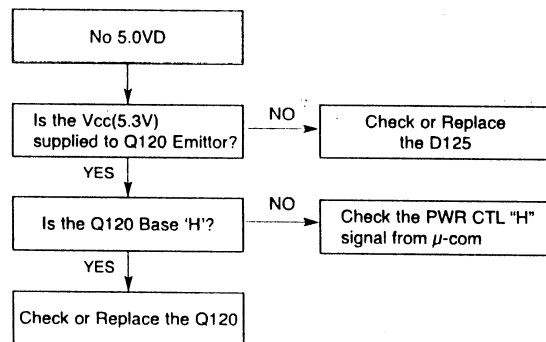 No 5.0VD
Is the Vcc(5.3V)
supplied to Q120 Emittor?
NO
Check or Replace
the D125
YES
Is the Q120 Base ‘H’?
NO
Check the PWR CTL “H”
signal from μ-com
YES
Check or Replace the Q120